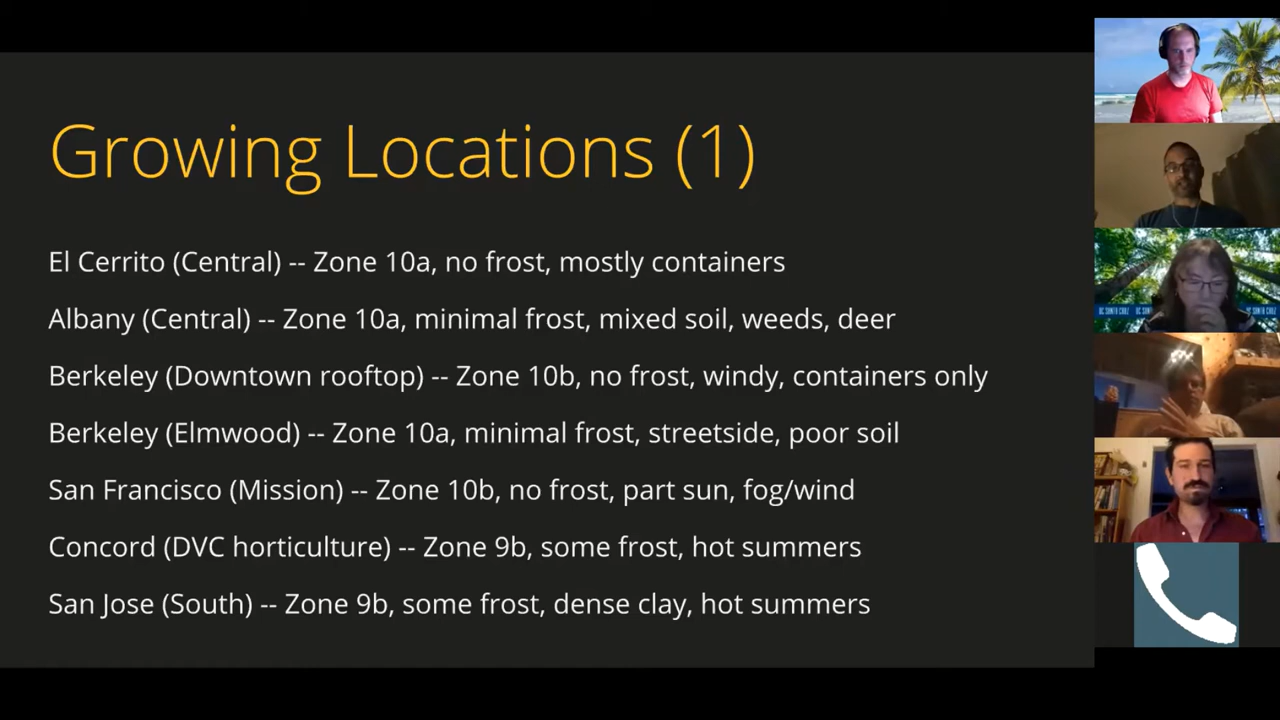 Growing Locations (1)
El Cerrito (Central) -- Zone 10a, no frost, mostly containers
Albany (Central) -- Zone 10a, minimal frost, mixed soil, weeds, deer
Berkeley (Downtown rooftop) -- Zone 10b, no frost, windy, containers only
Berkeley (Elmwood) -- Zone 10a, minimal frost, streetside, poor soil
San Francisco (Mission) -- Zone 10b, no frost, part sun, fog/wind
Concord (DVC horticulture) -- Zone 9b, some frost, hot summers
San Jose (South) -- Zone 9b, some frost, dense clay, hot summers
UC SANTA CRUZ